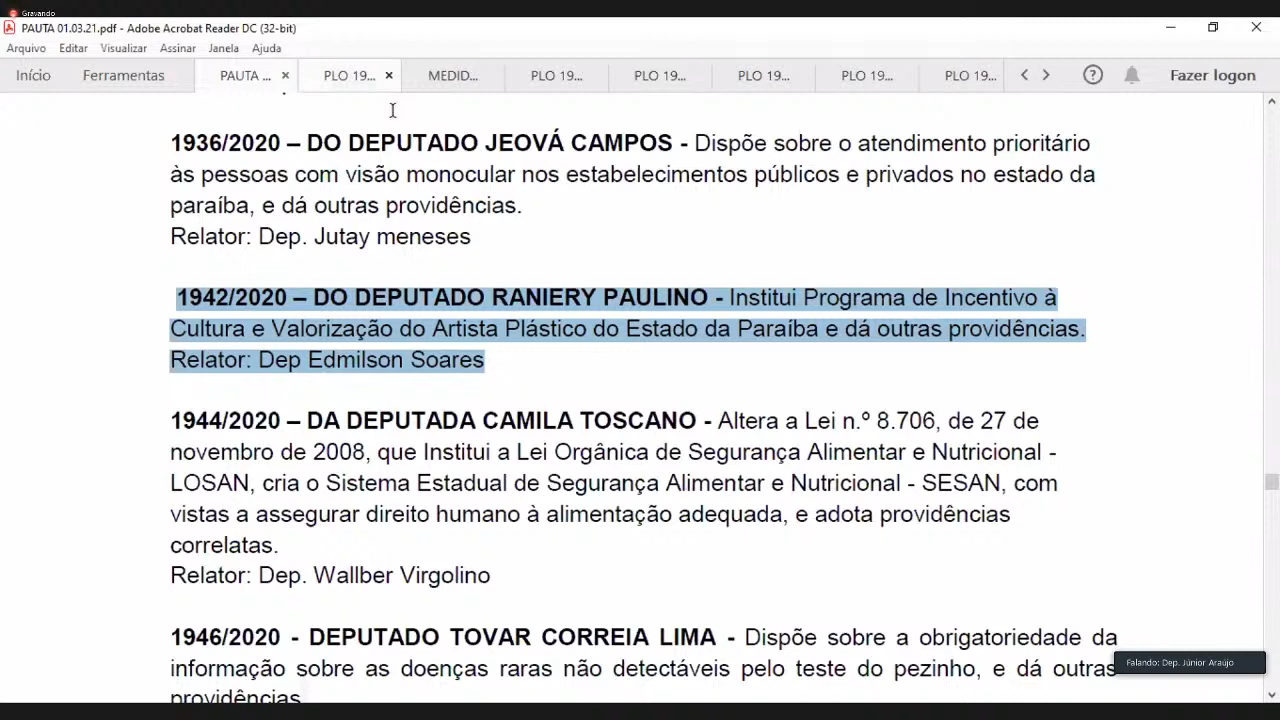 Gravando
PAUTA 01.03.21.pdf - Adobe Acrobat Reader DC (32-bit)
Arquivo Editar Visualizar Assinar Janela Ajuda
Início Ferramentas PAUTA ... × PLO 19... × MEDID... PLO 19... PLO 19... PLO 19... PLO 19... PLO 19... Fazer logon
1936/2020 – DO DEPUTADO JEOVÁ CAMPOS - Dispõe sobre o atendimento prioritário
às pessoas com visão monocular nos estabelecimentos públicos e privados no estado da
paraíba, e dá outras providências.
Relator: Dep. Jutay meneses
1942/2020 – DO DEPUTADO RANIERY PAULINO - Institui Programa de Incentivo à
Cultura e Valorização do Artista Plástico do Estado da Paraíba e dá outras providências.
Relator: Dep Edmilson Soares
1944/2020 – DA DEPUTADA CAMILA TOSCANO - Altera a Lei n.º 8.706, de 27 de
novembro de 2008, que Institui a Lei Orgânica de Segurança Alimentar e Nutricional -
LOSAN, cria o Sistema Estadual de Segurança Alimentar e Nutricional - SESAN, com
vistas a assegurar direito humano à alimentação adequada, e adota providências
correlatas.
Relator: Dep. Wallber Virgolino
1946/2020 - DEPUTADO TOVAR CORREIA LIMA - Dispõe sobre a obrigatoriedade da
informação sobre as doenças raras não detectáveis pelo teste do pezinho, e dá outras
providências
Falando: Dep. Júnior Araújo